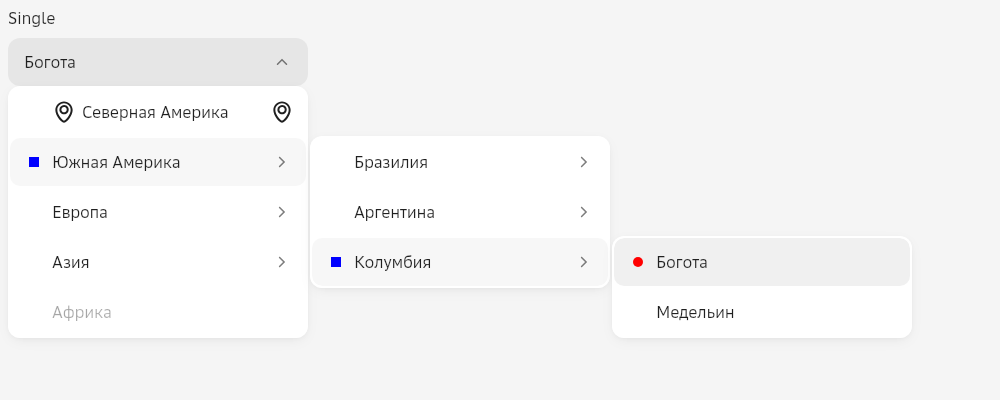 Single
Богота
Северная Америка
Южная Америка
Европа
Азия
Африка
Бразилия
Аргентина
Колумбия
Богота
Медельин